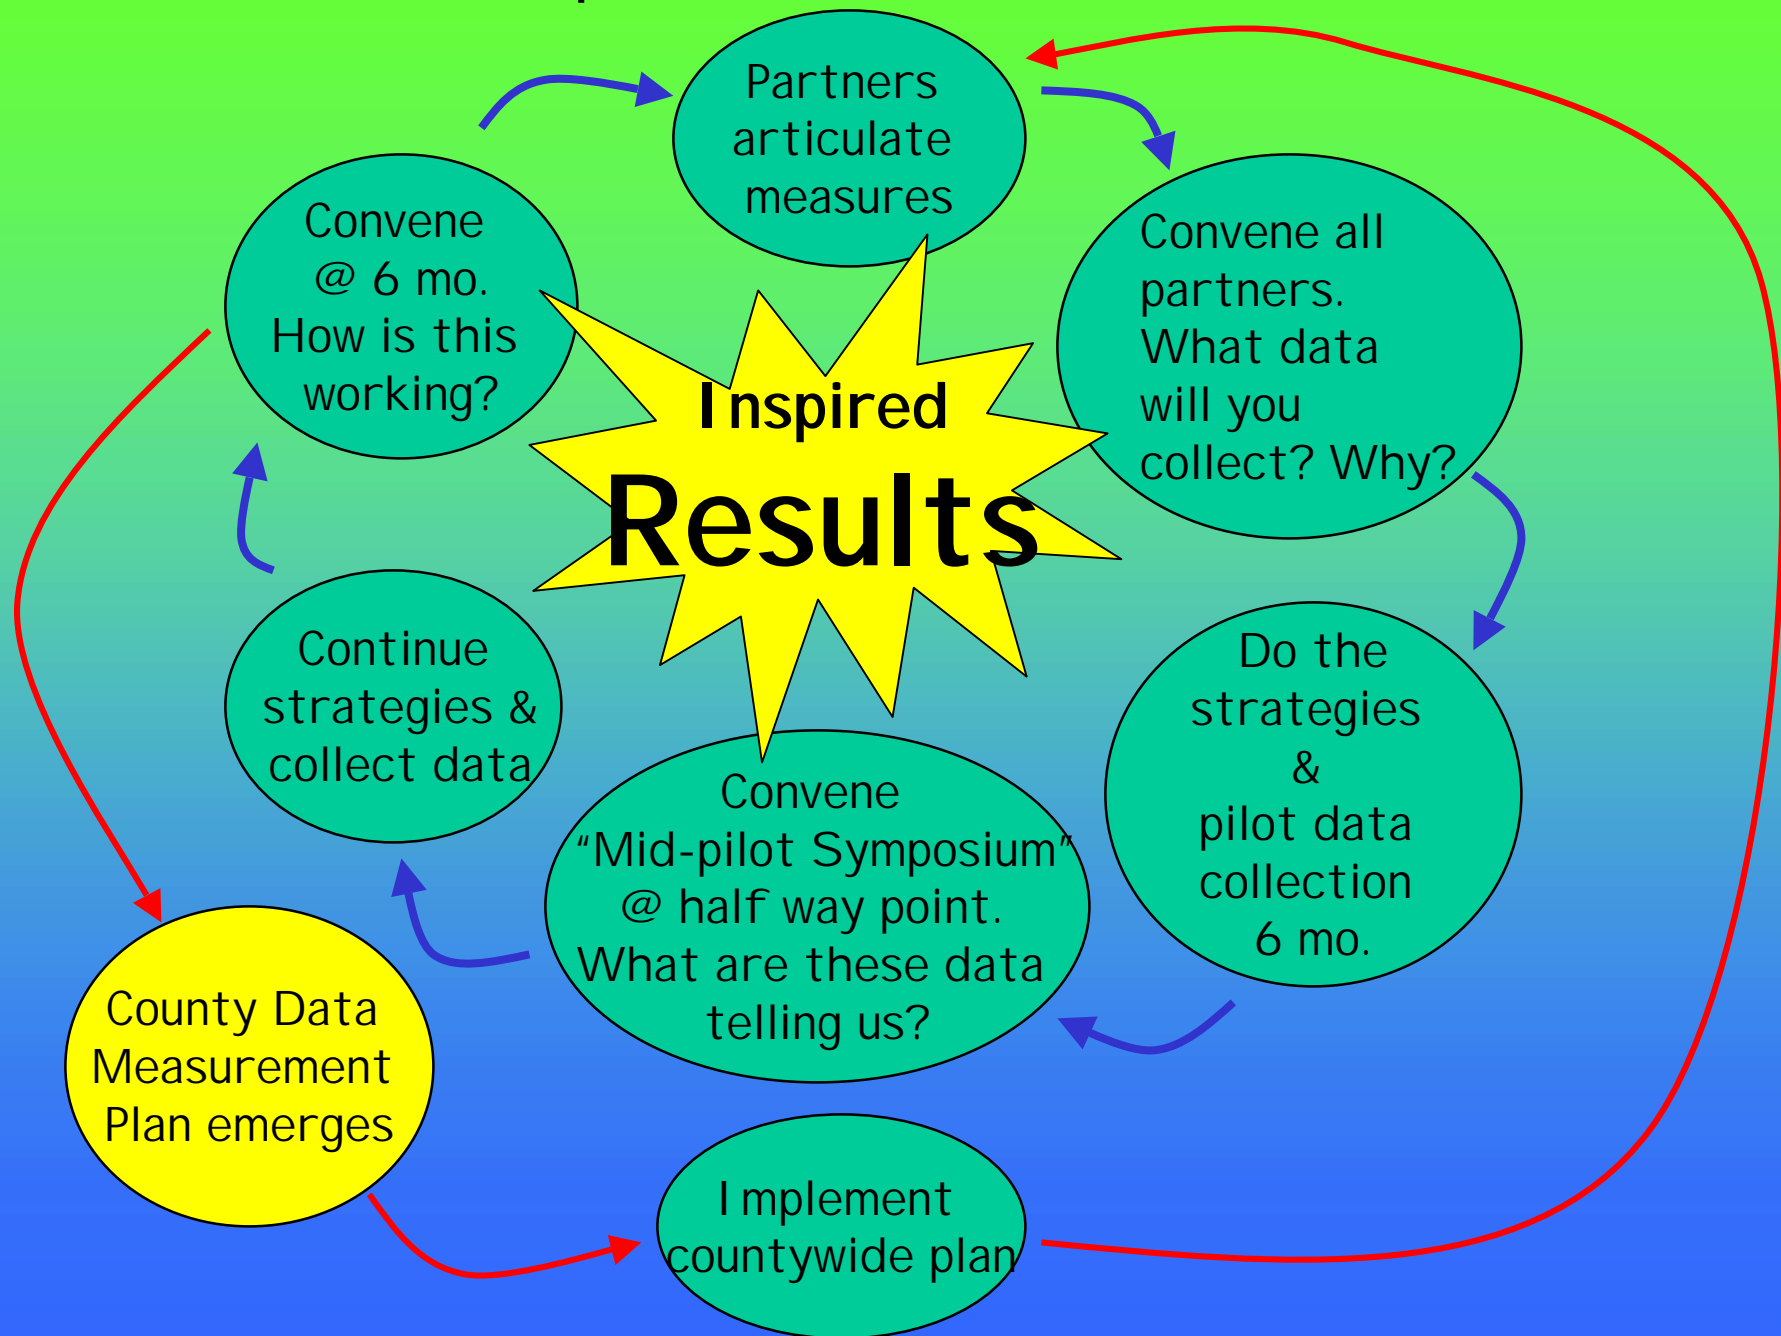 Partners
articulate
measures
Convene all
partners.
What data
will you
collect? Why?
Do the
strategies
&
pilot data
collection
6 mo.
Convene
"Mid-pilot Symposium"
@ half way point.
What are these data
telling us?
Continue
strategies &
collect data
Convene
@ 6 mo.
How is this
working?
Inspired
Results
County Data
Measurement
Plan emerges
Implement
countywide plan